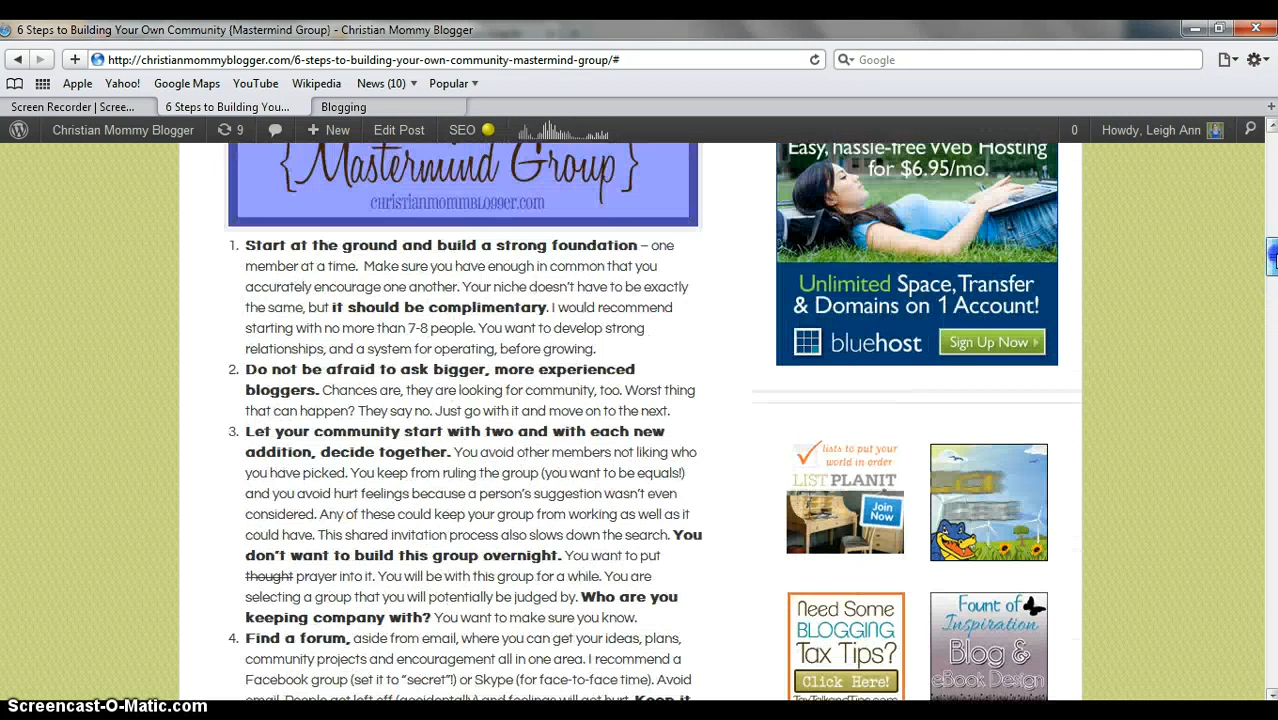 6 Steps to Building Your Own Community {Mastermind Group} - Christian Mommy Blogger
http://christianmommyblogger.com/6-steps-to-building-your-own-community-mastermind-group/#
Google
Apple Yahoo! Google Maps YouTube Wikipedia News (10) Popular
Screen Recorder | Scree... 6 Steps to Building You... Blogging
Christian Mommy Blogger 9 + New Edit Post SEO 0 Howdy, Leigh Ann
{Mastermind Group}
christianmommyblogger.com
1. Start at the ground and build a strong foundation – one
member at a time. Make sure you have enough in common that you
accurately encourage one another. Your niche doesn't have to be exactly
the same, but it should be complimentary. I would recommend
starting with no more than 7-8 people. You want to develop strong
relationships, and a system for operating, before growing.
2. Do not be afraid to ask bigger, more experienced
bloggers. Chances are, they are looking for community, too. Worst thing
that can happen? They say no. Just go with it and move on to the next.
3. Let your community start with two and with each new
addition, decide together. You avoid other members not liking who
you have picked. You keep from ruling the group (you want to be equals!)
and you avoid hurt feelings because a person's suggestion wasn't even
considered. Any of these could keep your group from working as well as it
could have. This shared invitation process also slows down the search. You
don't want to build this group overnight. You want to put
thought prayer into it. You will be with this group for a while. You are
selecting a group that you will potentially be judged by. Who are you
keeping company with? You want to make sure you know.
4. Find a forum, aside from email, where you can get your ideas, plans,
community projects and encouragement all in one area. I recommend a
Facebook group (set it to "secret"!) or Skype (for face-to-face time). Avoid
email. People get left off (accidentally) and feelings will get hurt. Keep it
Easy, hassle-free Web Hosting
for $6.95/mo.
Unlimited Space, Transfer
& Domains on 1 Account!
bluehost Sign Up Now
lists to put your
world in order
LIST PLANIT
Join
Now
Need Some
BLOGGING
Tax Tips?
Click Here!
TaxTalkandTips.com
Fount of
Inspiration
Blog &
eBook Design
Screencast-O-Matic.com